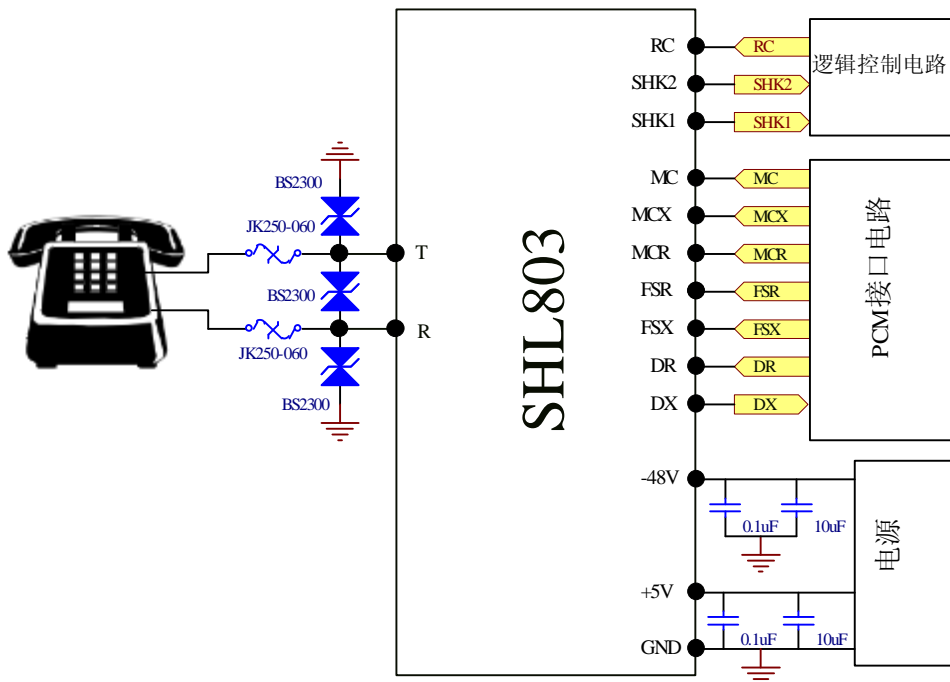 RC
RC
逻辑控制电路
SHK2
SHK2
SHK1
SHK1
BS2300
JK250-060
T
BS2300
R
JK250-060
BS2300
SHL803
MC
MC
MCX
MCX
MCR
MCR
FSR
FSR
FSX
FSX
DR
DR
DX
DX
PCM接口电路
-48V
0.1uF
10uF
电源
+5V
0.1uF
10uF
GND